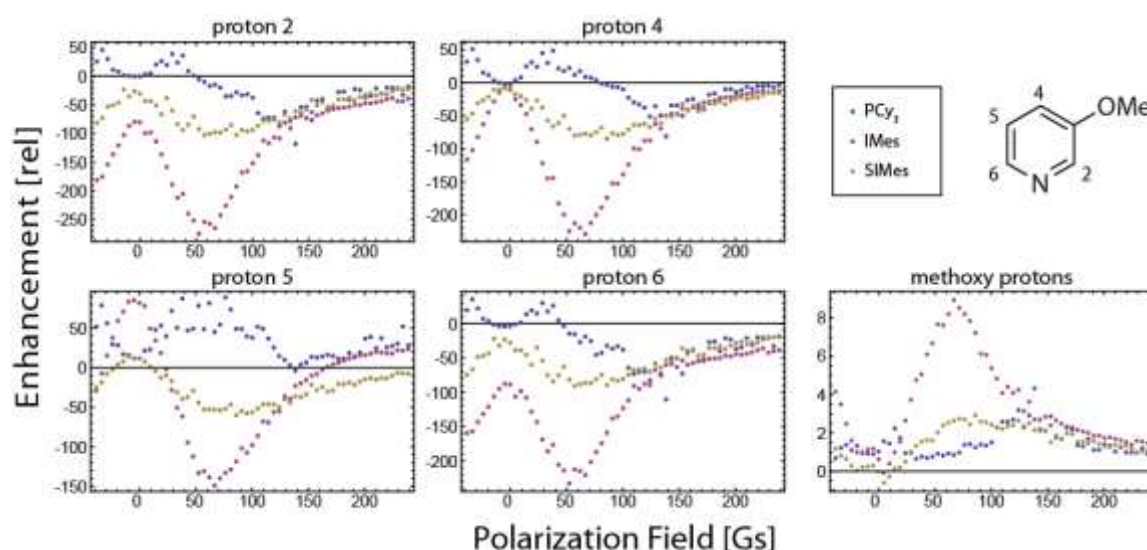 proton 2
50
0
-50
-100
-150
-200
-250
0 50 100 150 200
proton 4
50
0
-50
-100
-150
-200
0 50 100 150 200
PCy3
IMes
SIMes
4
OMe
5
6
2
N
Enhancement [rel]
proton 5
50
0
-50
-100
-150
0 50 100 150 200
proton 6
0
-50
-100
-150
-200
0 50 100 150 200
methoxy protons
8
6
4
2
0
0 50 100 150 200
Polarization Field [Gs]